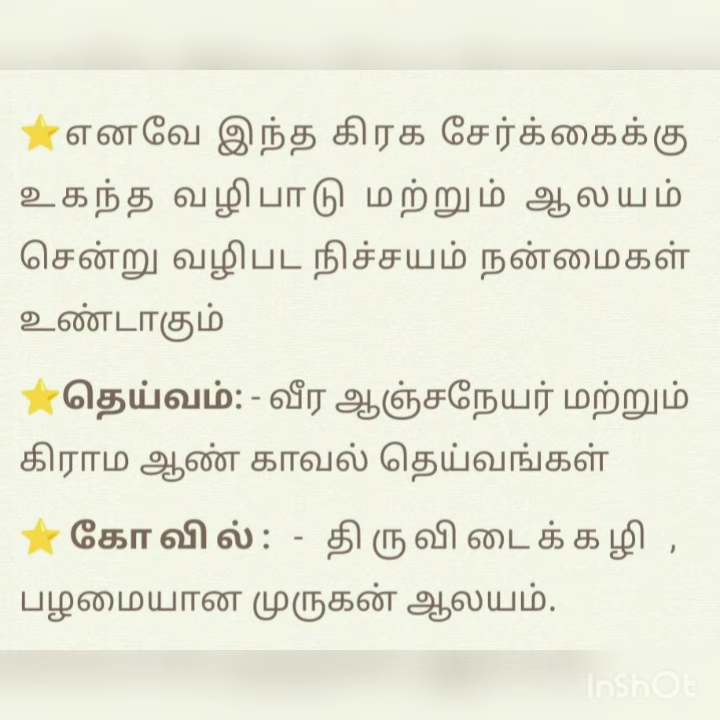 ⭐எனவே இந்த கிரக சேர்க்கைக்கு
உகந்த வழிபாடு மற்றும் ஆலயம்
சென்று வழிபட நிச்சயம் நன்மைகள்
உண்டாகும்
⭐தெய்வம்: - வீர ஆஞ்சநேயர் மற்றும்
கிராம ஆண் காவல் தெய்வங்கள்
⭐ கோவில் : - திருவிடைக்கழி ,
பழமையான முருகன் ஆலயம்.
InShOt